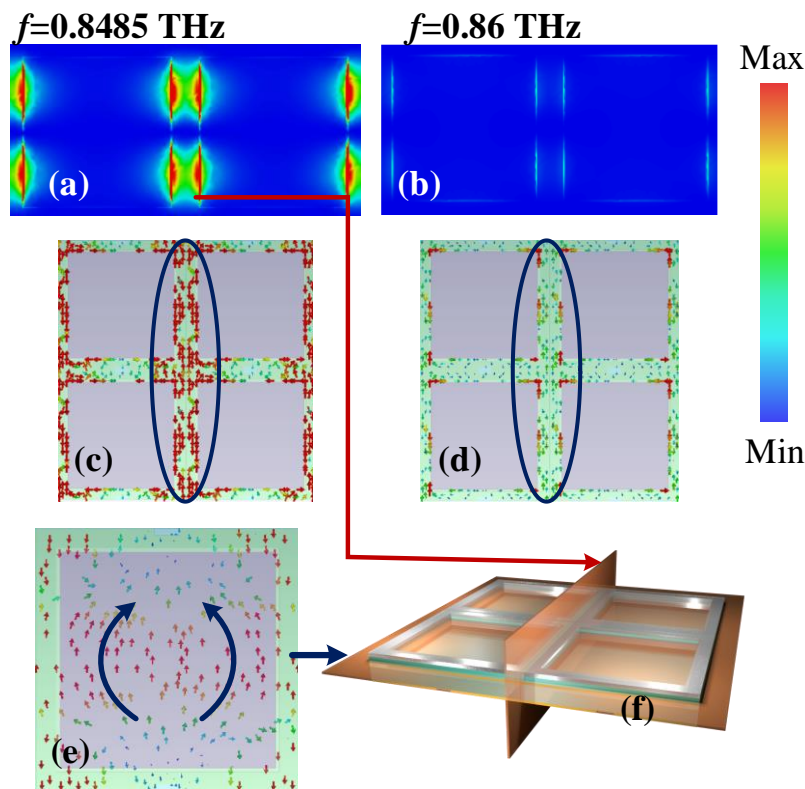 f=0.8485 THz
f=0.86 THz
Max
(a)
(b)
(c)
(d)
Min
(e)
(f)